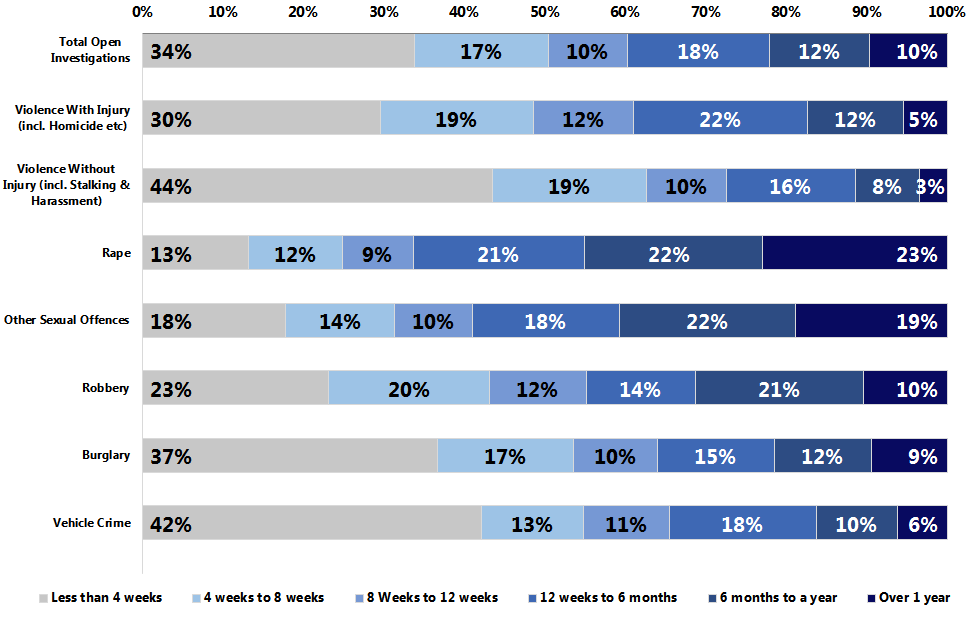 0% 10% 20% 30% 40% 50% 60% 70% 80% 90% 100%
Total Open
Investigations
34% 17% 10% 18% 12% 10%
Violence With Injury
(incl. Homicide etc)
30% 19% 12% 22% 12% 5%
Violence Without
Injury (incl. Stalking &
Harassment)
44% 19% 10% 16% 8% 3%
Rape
13% 12% 9% 21% 22% 23%
Other Sexual Offences
18% 14% 10% 18% 22% 19%
Robbery
23% 20% 12% 14% 21% 10%
Burglary
37% 17% 10% 15% 12% 9%
Vehicle Crime
42% 13% 11% 18% 10% 6%
Less than 4 weeks 4 weeks to 8 weeks 8 Weeks to 12 weeks 12 weeks to 6 months 6 months to a year Over 1 year